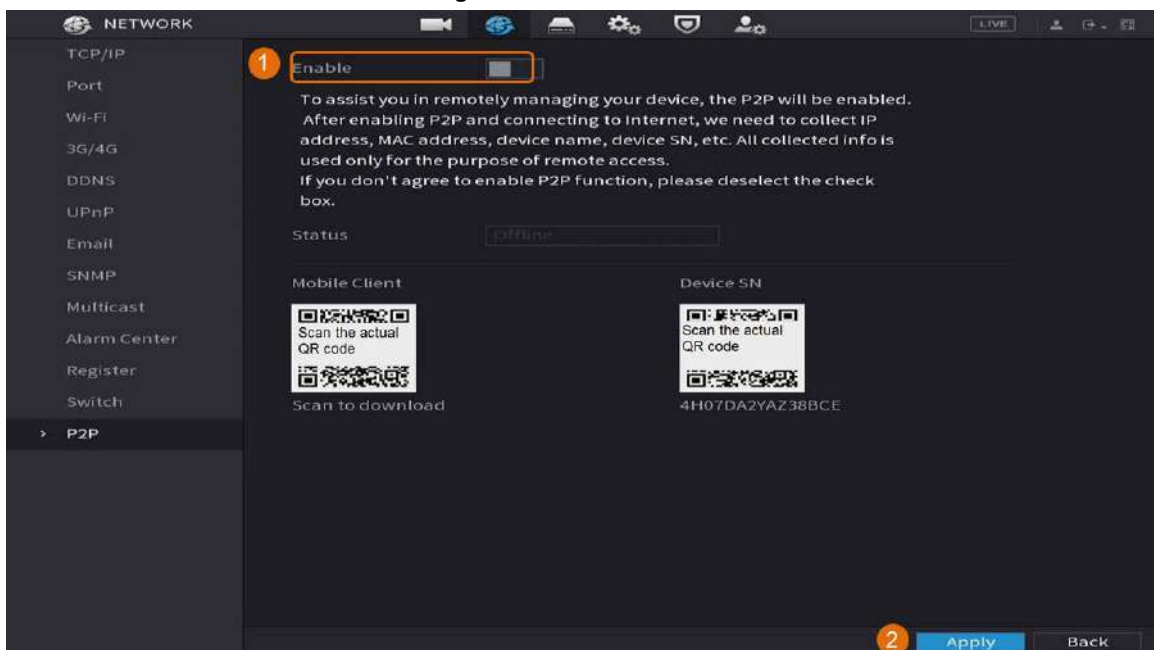 NETWORK
LIVE
TCP/IP
Port
Wi-Fi
3G/4G
DDNS
UPnP
Email
SNMP
Multicast
Alarm Center
Register
Switch
P2P
1
Enable
To assist you in remotely managing your device, the P2P will be enabled.
After enabling P2P and connecting to Internet, we need to collect IP
address, MAC address, device name, device SN, etc. All collected info is
used only for the purpose of remote access.
If you don't agree to enable P2P function, please deselect the check
box.
Status
Offline
Mobile Client
Scan the actual
QR code
Scan to download
Device SN
Scan the actual
QR code
4H07DA2YAZ38BCE
2
Apply
Back